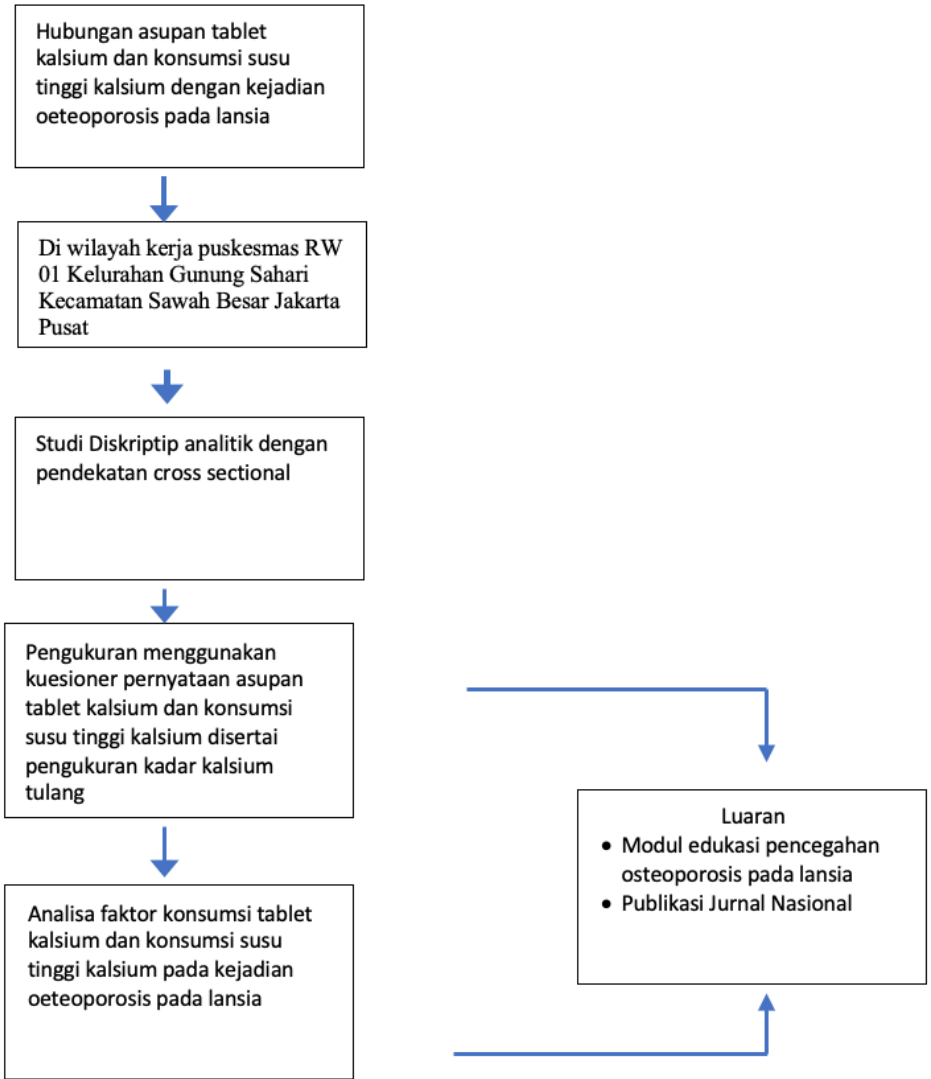 Hubungan asupan tablet
kalsium dan konsumsi susu
tinggi kalsium dengan kejadian
oeteoporosis pada lansia
Di wilayah kerja puskesmas RW
01 Kelurahan Gunung Sahari
Kecamatan Sawah Besar Jakarta
Pusat
Studi Diskriptip analitik dengan
pendekatan cross sectional
Pengukuran menggunakan
kuesioner pernyataan asupan
tablet kalsium dan konsumsi
susu tinggi kalsium disertai
pengukuran kadar kalsium
tulang
Analisa faktor konsumsi tablet
kalsium dan konsumsi susu
tinggi kalsium pada kejadian
oeteoporosis pada lansia
Luaran
• Modul edukasi pencegahan
osteoporosis pada lansia
• Publikasi Jurnal Nasional